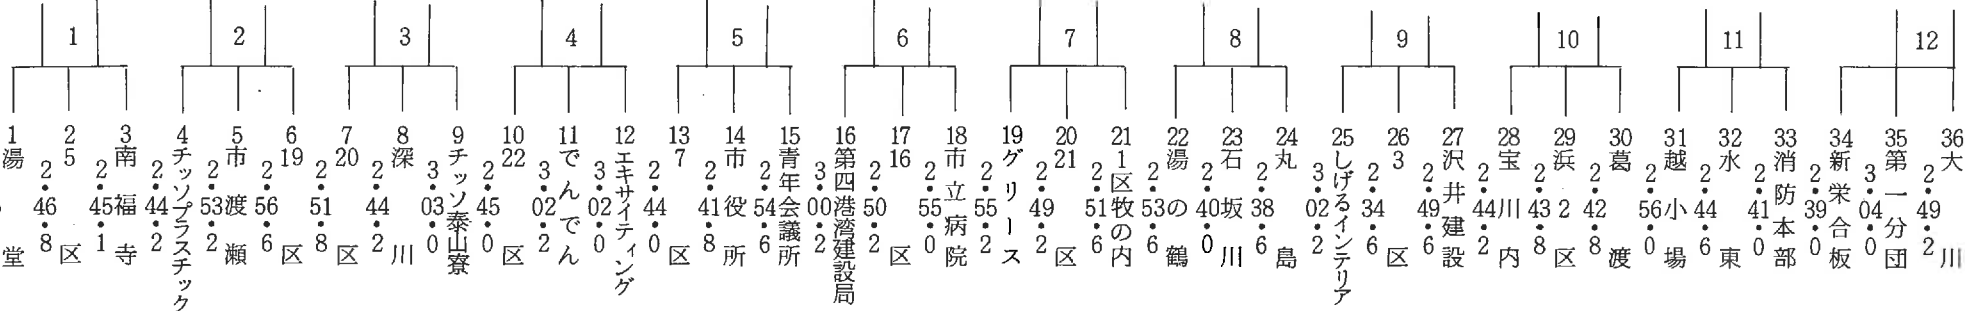 1
2
3
4
5
6
7
8
9
10
11
12
1 湯堂
2・46・8
2 5区
2・45・1
3 南福寺
2・44・2
4 チッソプラスチック
2・53・2
5 市渡瀬
2・56・6
6 19区
2・51・8
7 20区
2・44・2
8 深川
3・03・0
9 チッソ泰山寮
2・45・0
10 22区
3・02・2
11 でんでん
3・02・0
12 エキサイティング
2・44・0
13 7区
2・41・8
14 市役所
2・54・6
15 青年会議所
3・00・2
16 第四港湾建設局
2・50・2
17 16区
2・55・0
18 市立病院
2・55・2
19 グリース
2・49・2
20 21区
2・51・6
21 1区牧の内
2・53・6
22 湯の鶴
2・40・0
23 石坂川
2・38・6
24 丸島
3・02・2
25 しげるインテリア
2・34・6
26 3区
2・49・6
27 沢井建設
2・44・2
28 宝川内
2・43・8
29 浜2区
2・42・8
30 葛渡
2・56・0
31 越小場
2・44・6
32 水東
2・41・0
33 消防本部
2・39・0
34 新栄合板
3・04・0
35 第一分団
2・49・2
36 大川